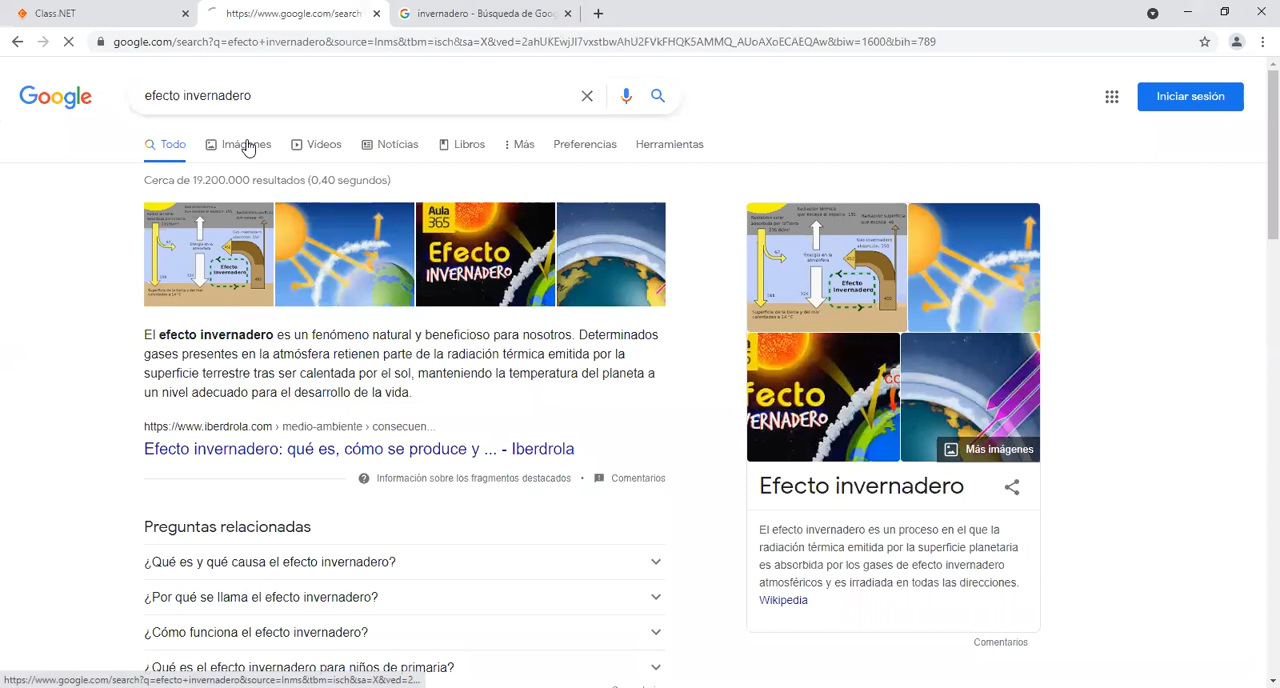 Class.NET
https://www.google.com/search
invernadero - Búsqueda de Goog
google.com/search?q=efecto+invernadero&source=lnms&tbm=isch&sa=X&ved=2ahUKEwjJl7vxstbwAhU2FVkFHQK5AMMQ_AUoAXoECAEQAw&biw=1600&bih=789
Google
efecto invernadero
Iniciar sesión
Todo
Imágenes
Vídeos
Noticias
Libros
Más
Preferencias
Herramientas
Cerca de 19.200.000 resultados (0,40 segundos)
Efecto
invernadero
Aula
365
Efecto
INVERNADERO
Efecto
invernadero
fecto
RNADERO
Más imágenes
El efecto invernadero es un fenómeno natural y beneficioso para nosotros. Determinados
gases presentes en la atmósfera retienen parte de la radiación térmica emitida por la
superficie terrestre tras ser calentada por el sol, manteniendo la temperatura del planeta a
un nivel adecuado para el desarrollo de la vida.
https://www.iberdrola.com › medio-ambiente › consecuen...
Efecto invernadero: qué es, cómo se produce y ... - Iberdrola
Información sobre los fragmentos destacados • Comentarios
Preguntas relacionadas
¿Qué es y qué causa el efecto invernadero?
¿Por qué se llama el efecto invernadero?
¿Cómo funciona el efecto invernadero?
¿Qué es el efecto invernadero para niños de primaria?
Efecto invernadero
El efecto invernadero es un proceso en el que la
radiación térmica emitida por la superficie planetaria
es absorbida por los gases de efecto invernadero
atmosféricos y es irradiada en todas las direcciones.
Wikipedia
Comentarios
https://www.google.com/search?q=efecto+invernadero&source=lnms&tbm=isch&sa=X&ved=2...